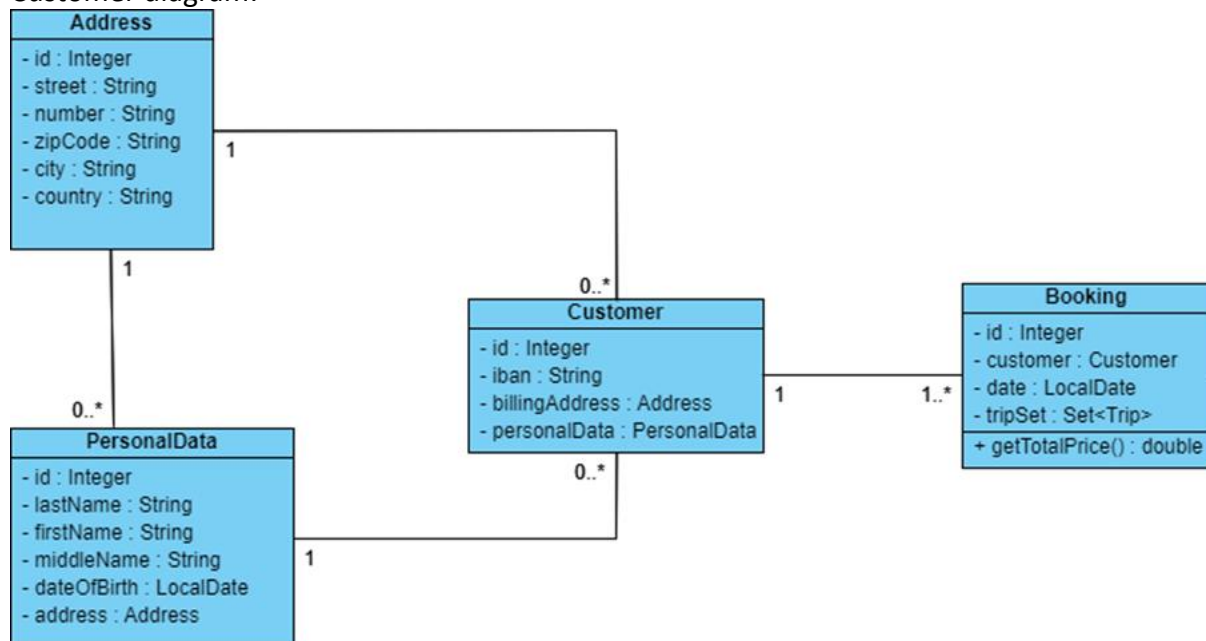 Customer diagram:
Address
- id : Integer
- street : String
- number : String
- zipCode : String
- city : String
- country : String
1
1
0..*
0..*
Customer
- id : Integer
- iban : String
- billingAddress : Address
- personalData : PersonalData
1
1..*
Booking
- id : Integer
- customer : Customer
- date : LocalDate
- tripSet : Set<Trip>
+ getTotalPrice() : double
0..*
1
PersonalData
- id : Integer
- lastName : String
- firstName : String
- middleName : String
- dateOfBirth : LocalDate
- address : Address